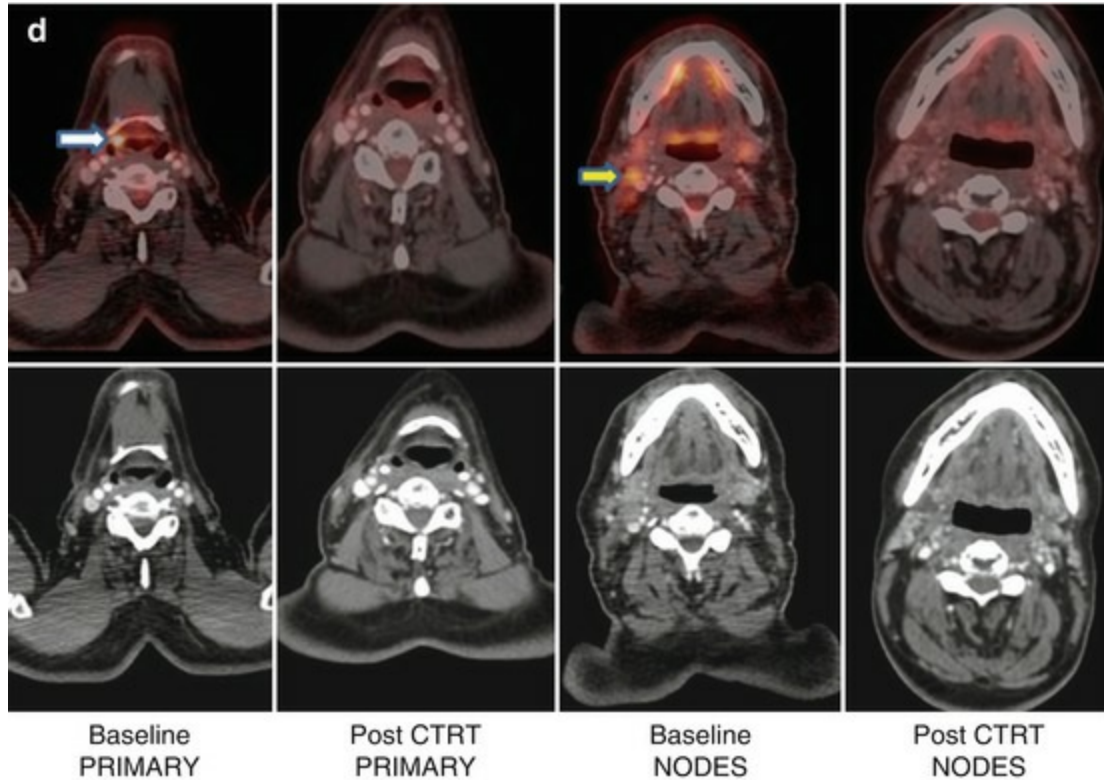 d
Baseline
PRIMARY
Post CTRT
PRIMARY
Baseline
NODES
Post CTRT
NODES